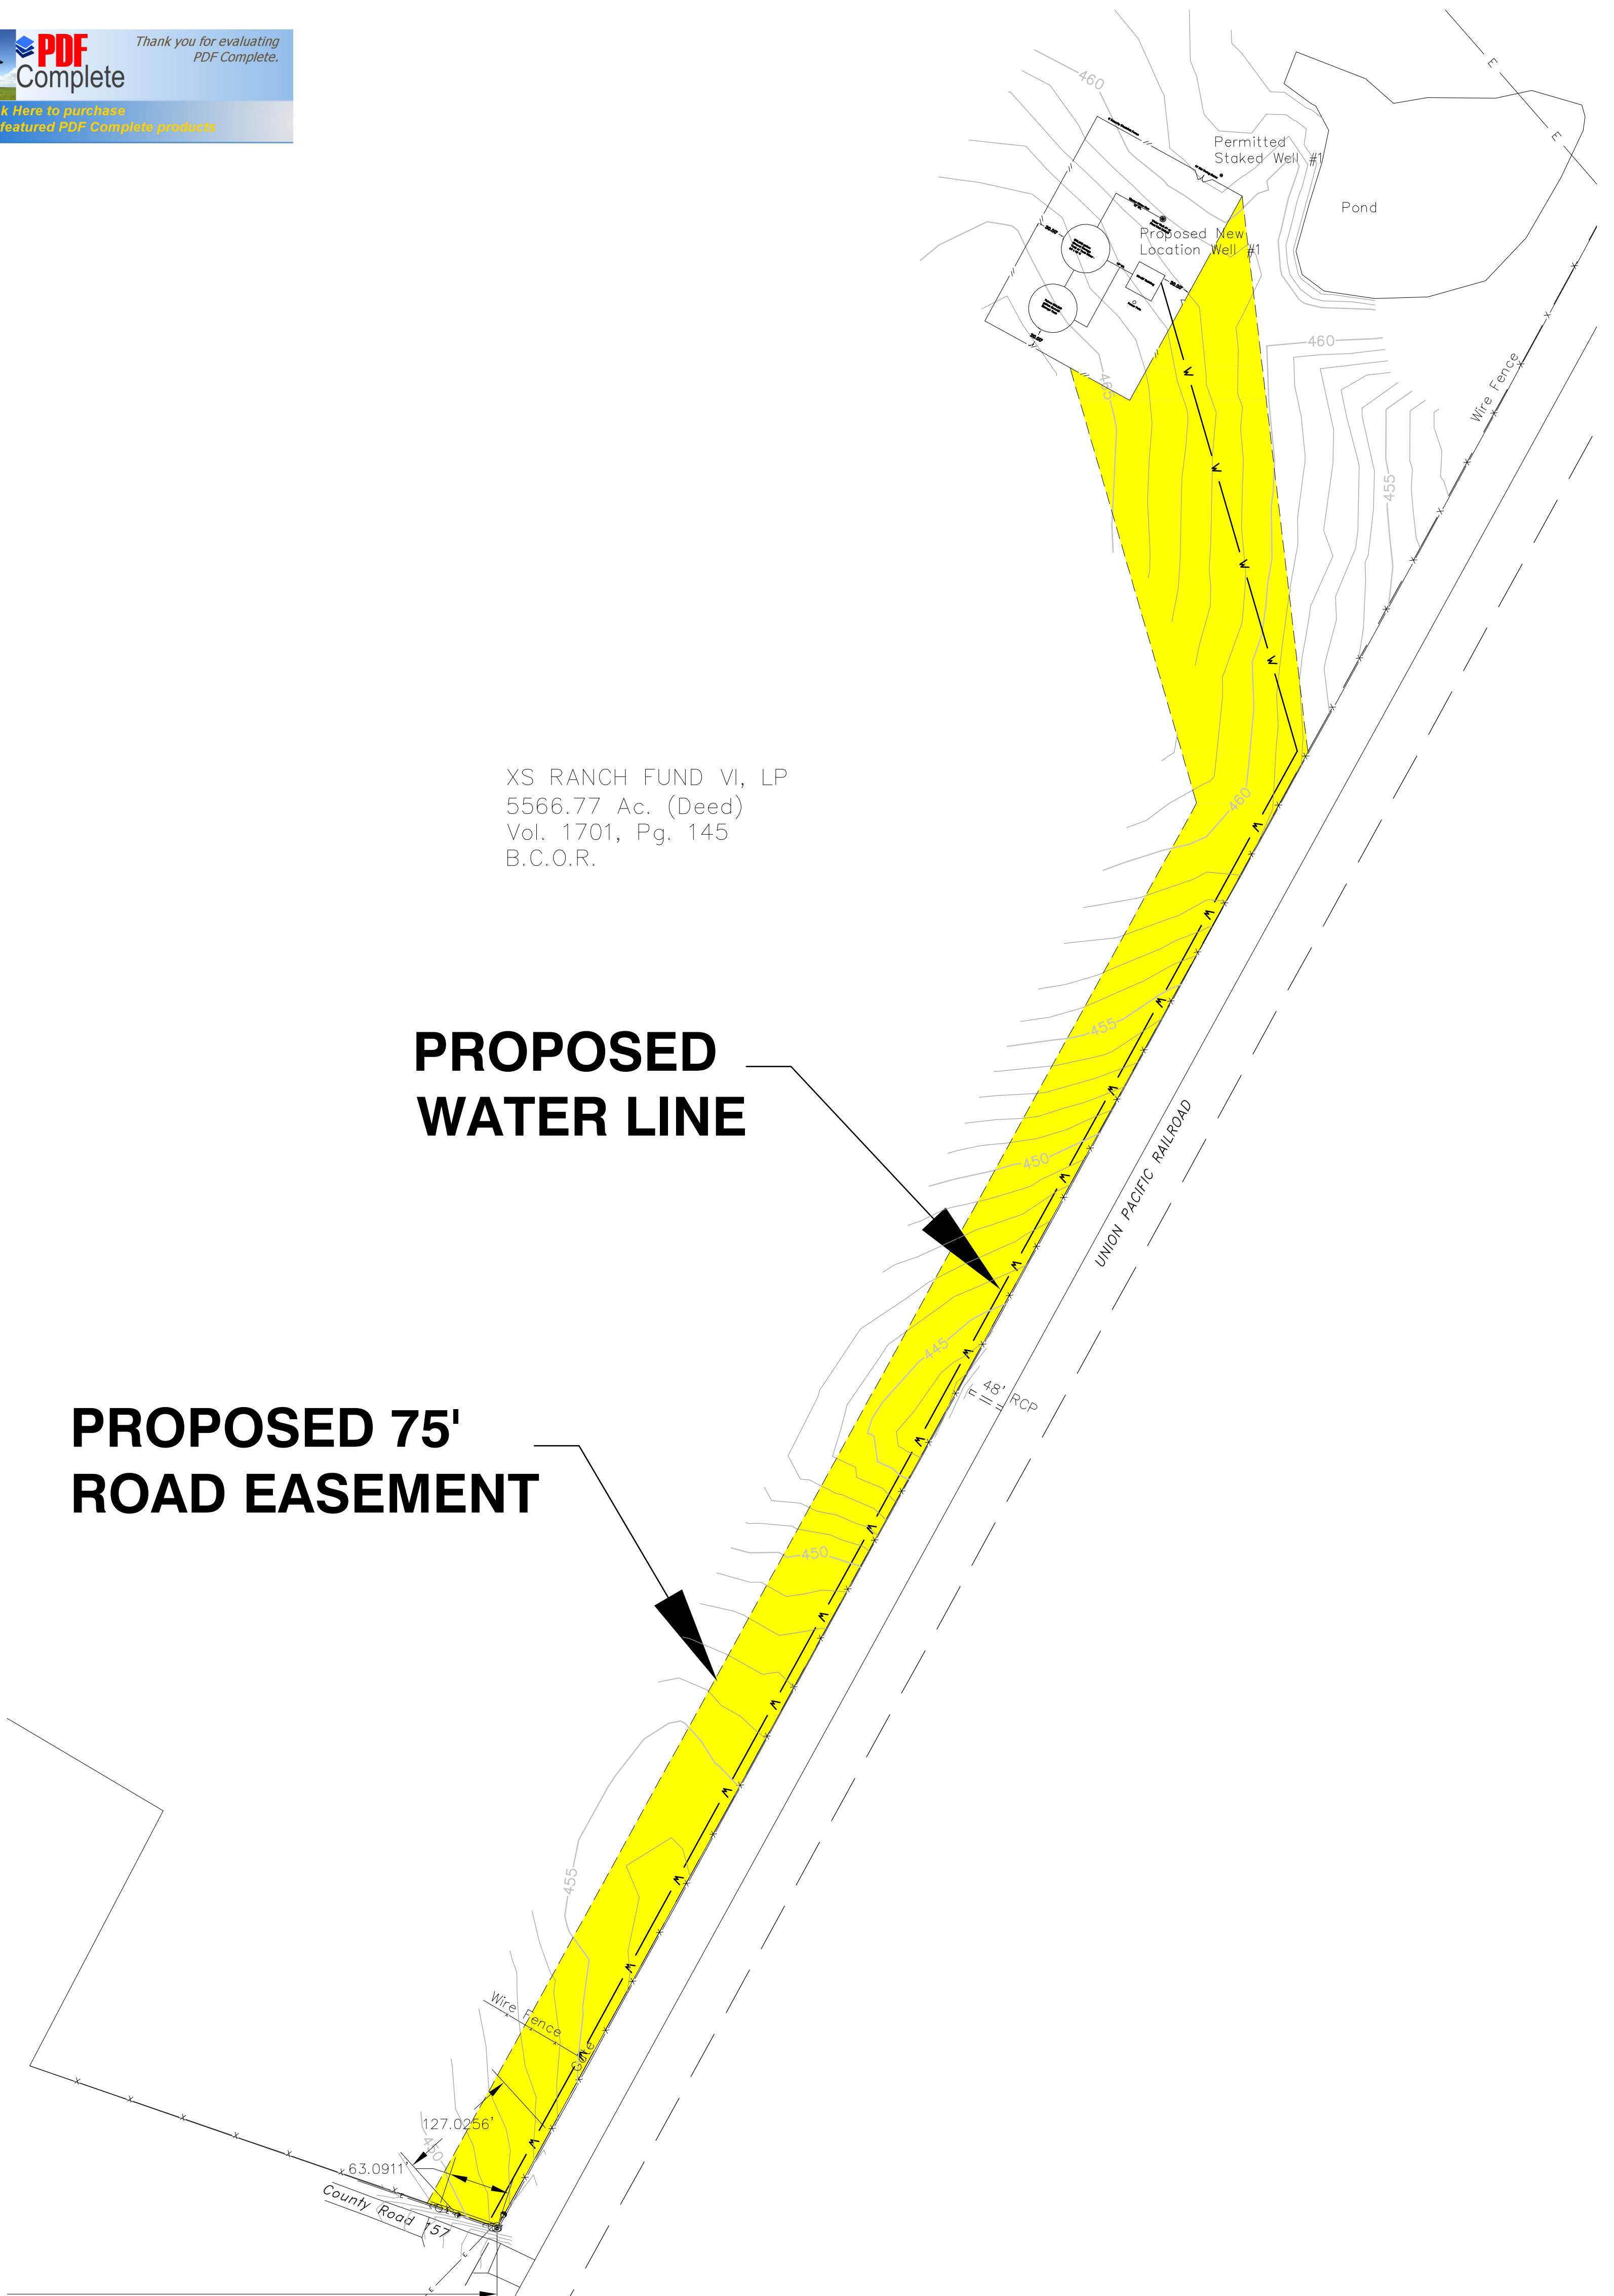 PDF
Complete
Thank you for evaluating
PDF Complete.
k Here to purchase
featured PDF Complete products
460
Permitted
Staked Well #1
Pond
E
E
Proposed New
Location Well #1
460
465
Wire Fence
455
W
W
W
W
XS RANCH FUND VI, LP
5566.77 Ac. (Deed)
Vol. 1701, Pg. 145
B.C.O.R.
460
455
PROPOSED
WATER LINE
450
UNION PACIFIC RAILROAD
445
48' RCP
PROPOSED 75'
ROAD EASEMENT
450
455
Wire Fence
Gate
127.0256'
450
63.0911'
County Road 157